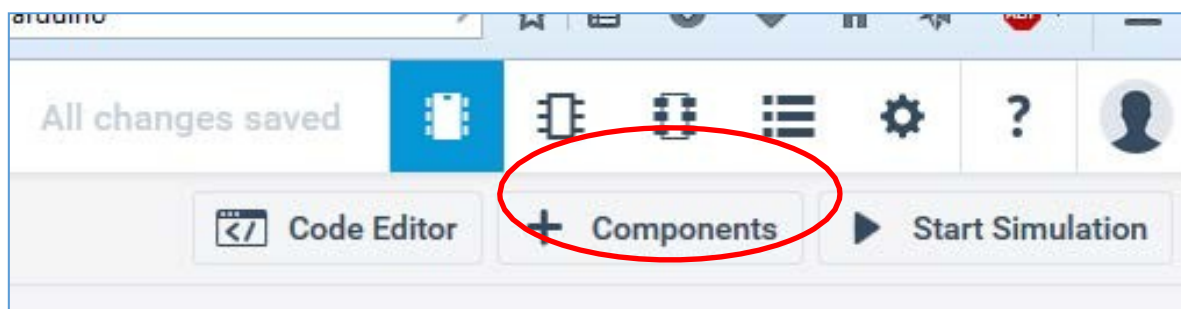 arduino
All changes saved
?
</> Code Editor + Components Start Simulation